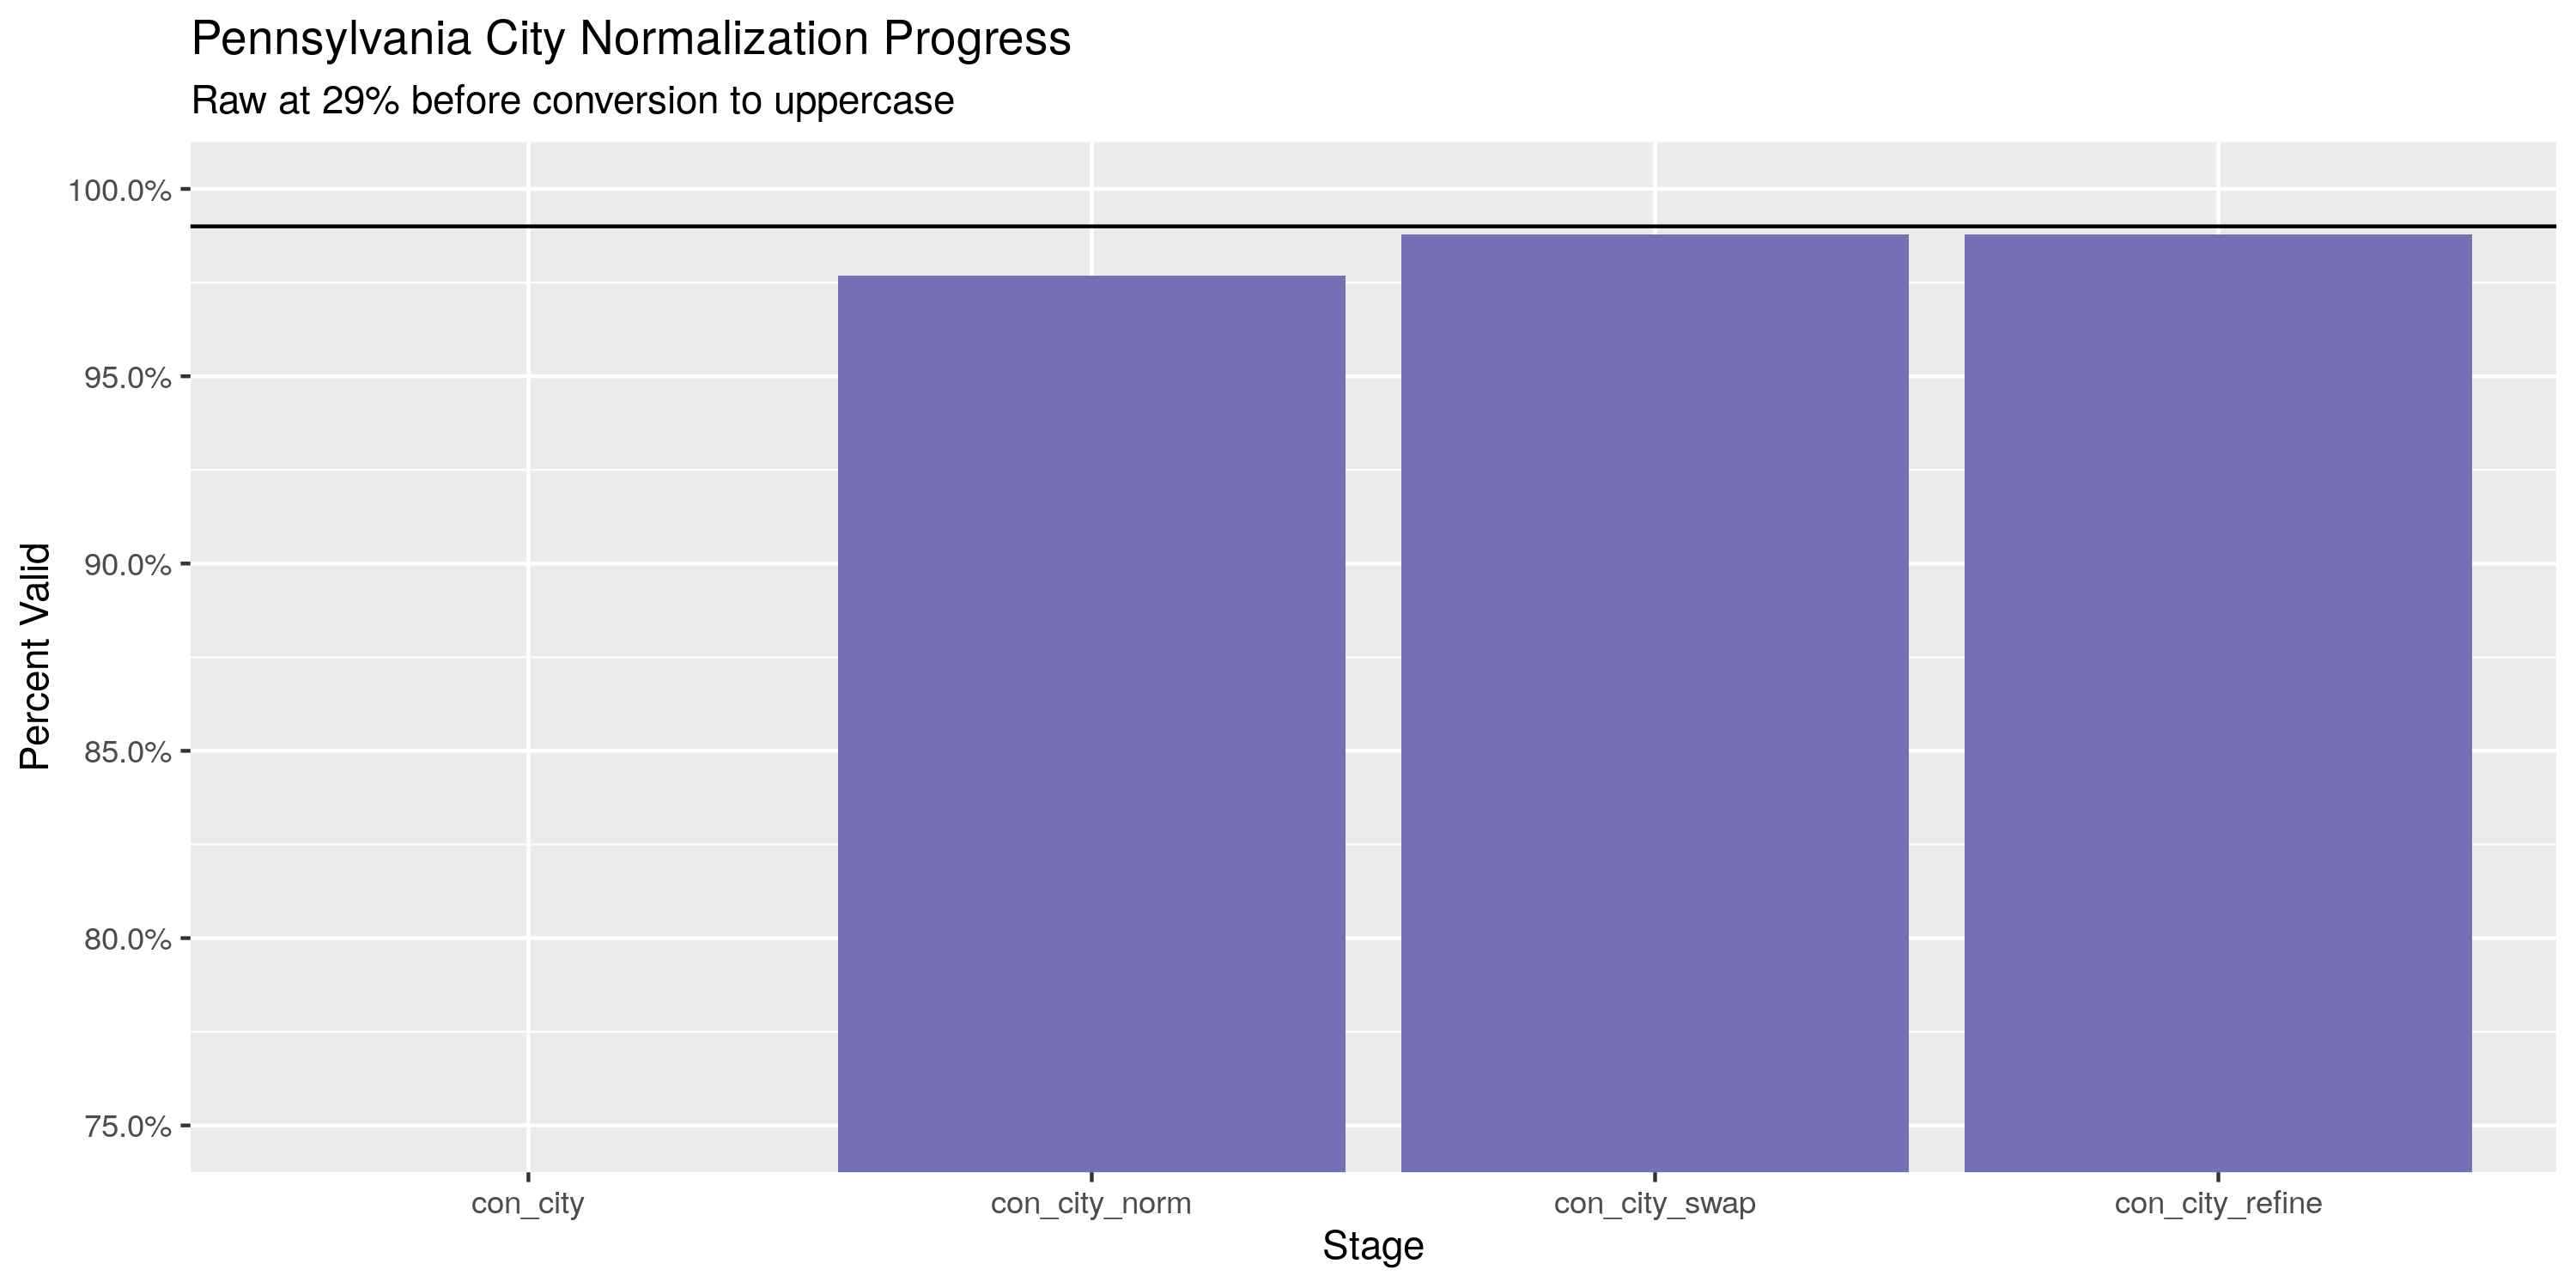 Pennsylvania City Normalization Progress
Raw at 29% before conversion to uppercase
100.0%
95.0%
90.0%
85.0%
80.0%
75.0%
Percent Valid
con_city
con_city_norm
con_city_swap
con_city_refine
Stage